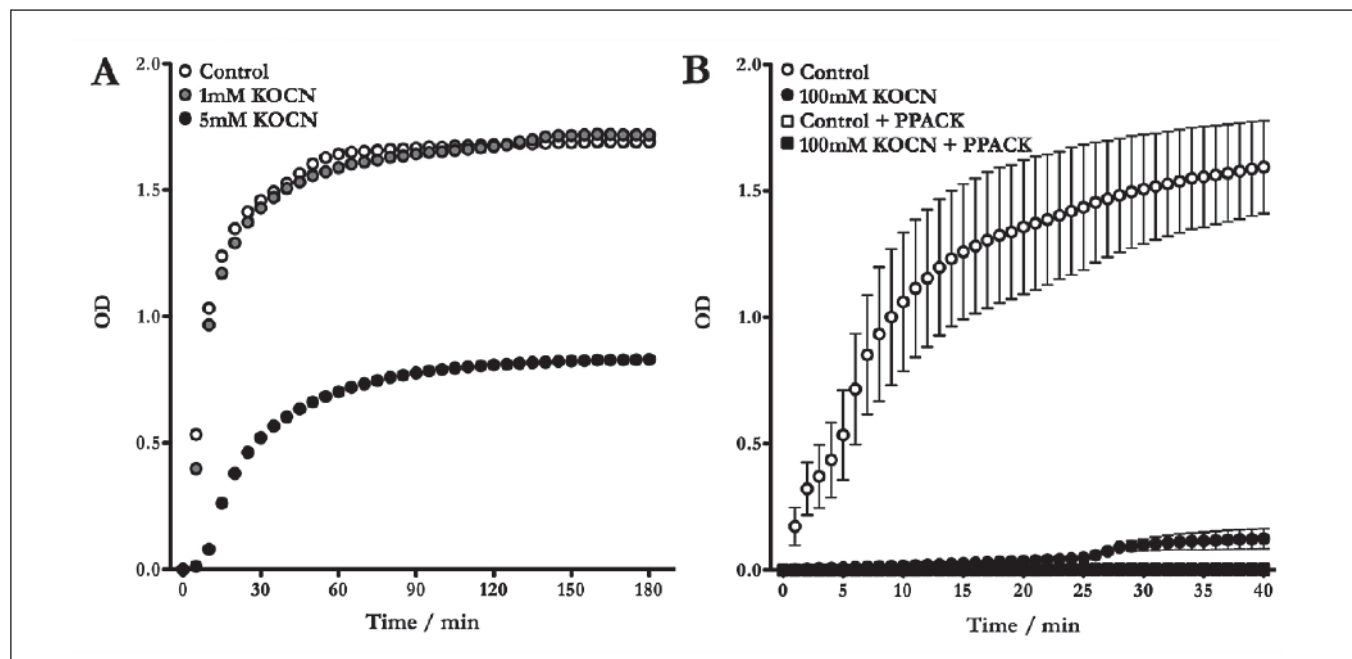 A
2.0
Control
1mM KOCN
5mM KOCN
1.5
OD
1.0
0.5
0.0
0 30 60 90 120 150 180
Time / min
B
2.0
Control
100mM KOCN
Control + PPACK
100mM KOCN + PPACK
1.5
OD
1.0
0.5
0.0
0 5 10 15 20 25 30 35 40
Time / min